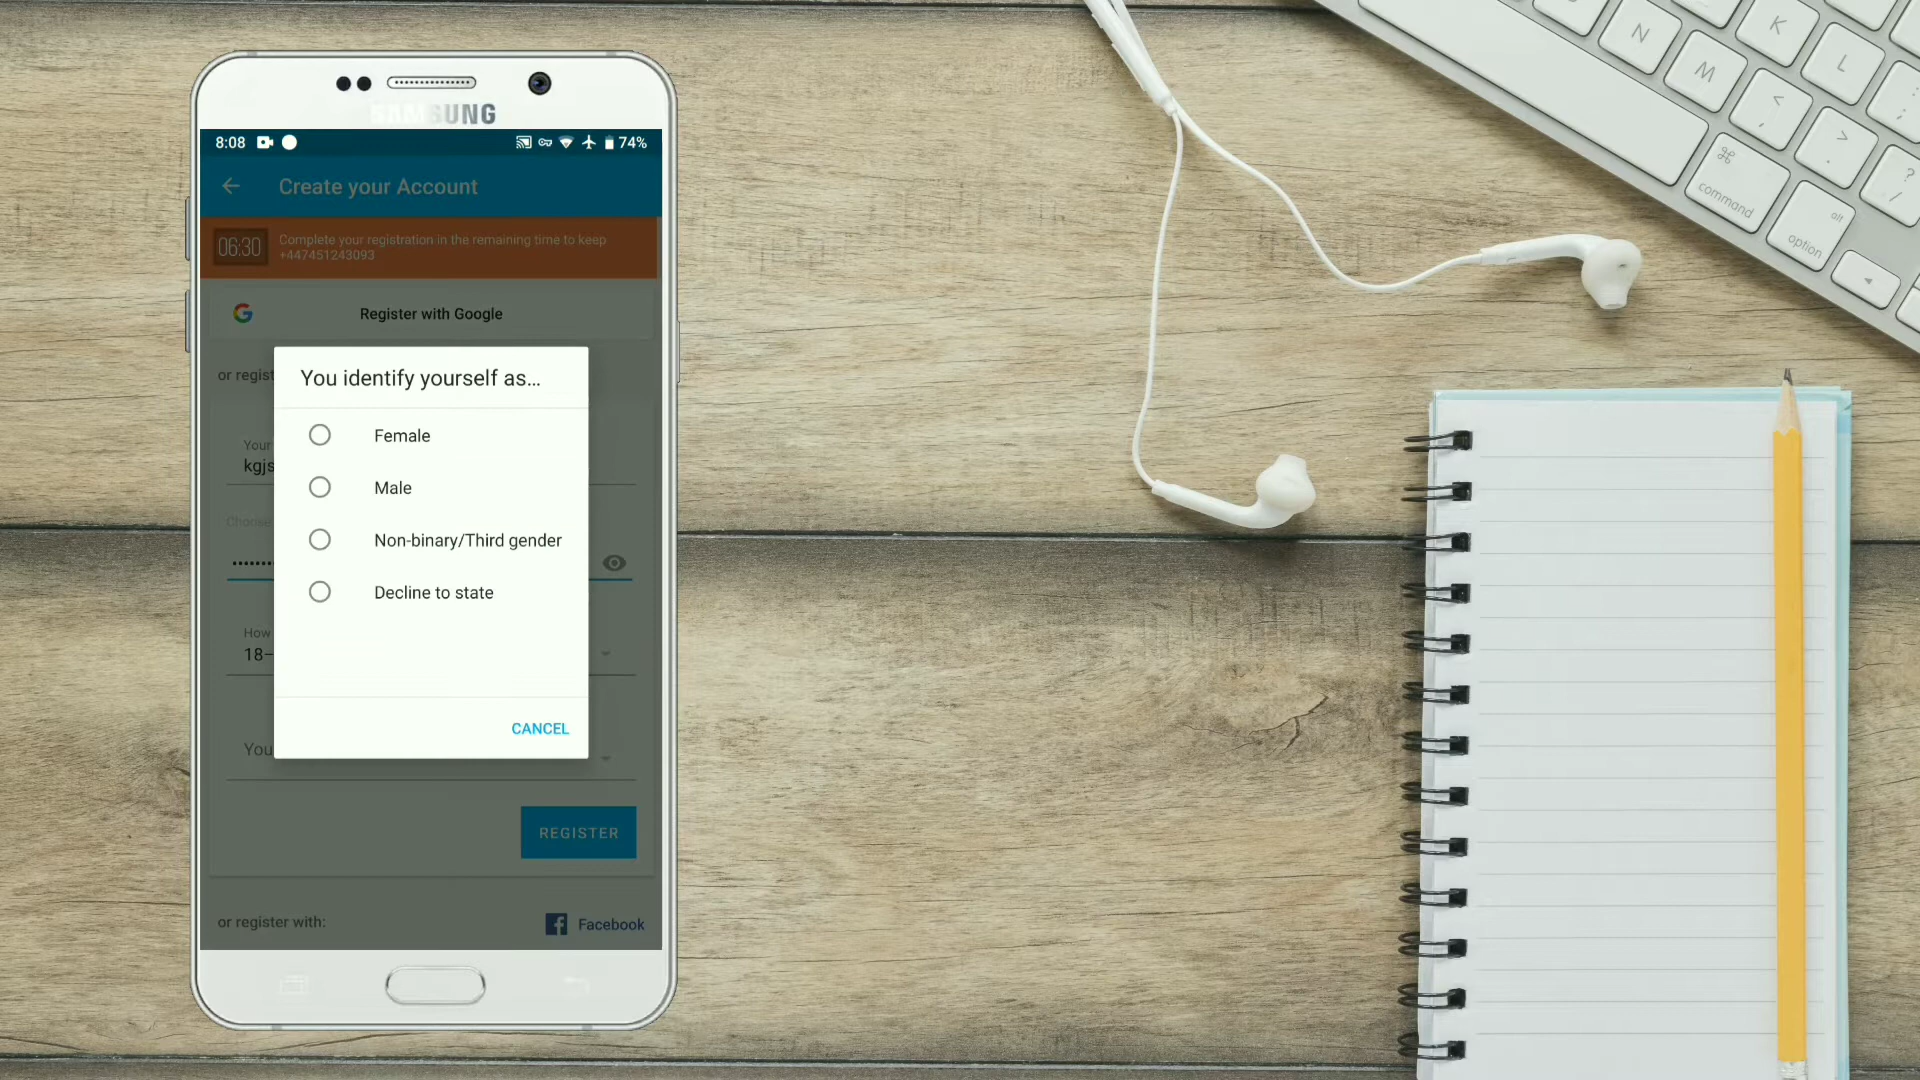 SAMSUNG
8:08 74%
Create your Account
06:30 Complete your registration in the remaining time to keep
+447451243093
G Register with Google
or regist
You identify yourself as...
Female
Your
kgjs
Male
Choose
Non-binary/Third gender
Decline to state
How
18–
CANCEL
You
REGISTER
or register with: Facebook
N
M
K
L
<
,
>
.
?
/
:
;
⌘
command
alt
option